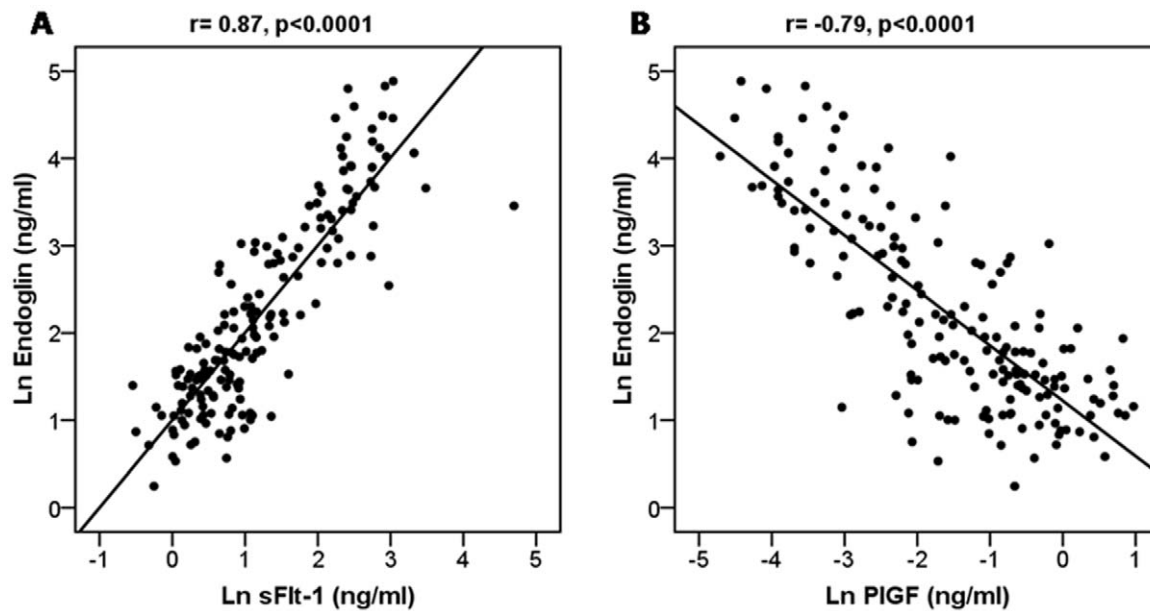 A
r= 0.87, p<0.0001
5
4
3
2
1
0
Ln Endoglin (ng/ml)
-1 0 1 2 3 4 5
Ln sFlt-1 (ng/ml)
B
r= -0.79, p<0.0001
5
4
3
2
1
0
Ln Endoglin (ng/ml)
-5 -4 -3 -2 -1 0 1
Ln PlGF (ng/ml)